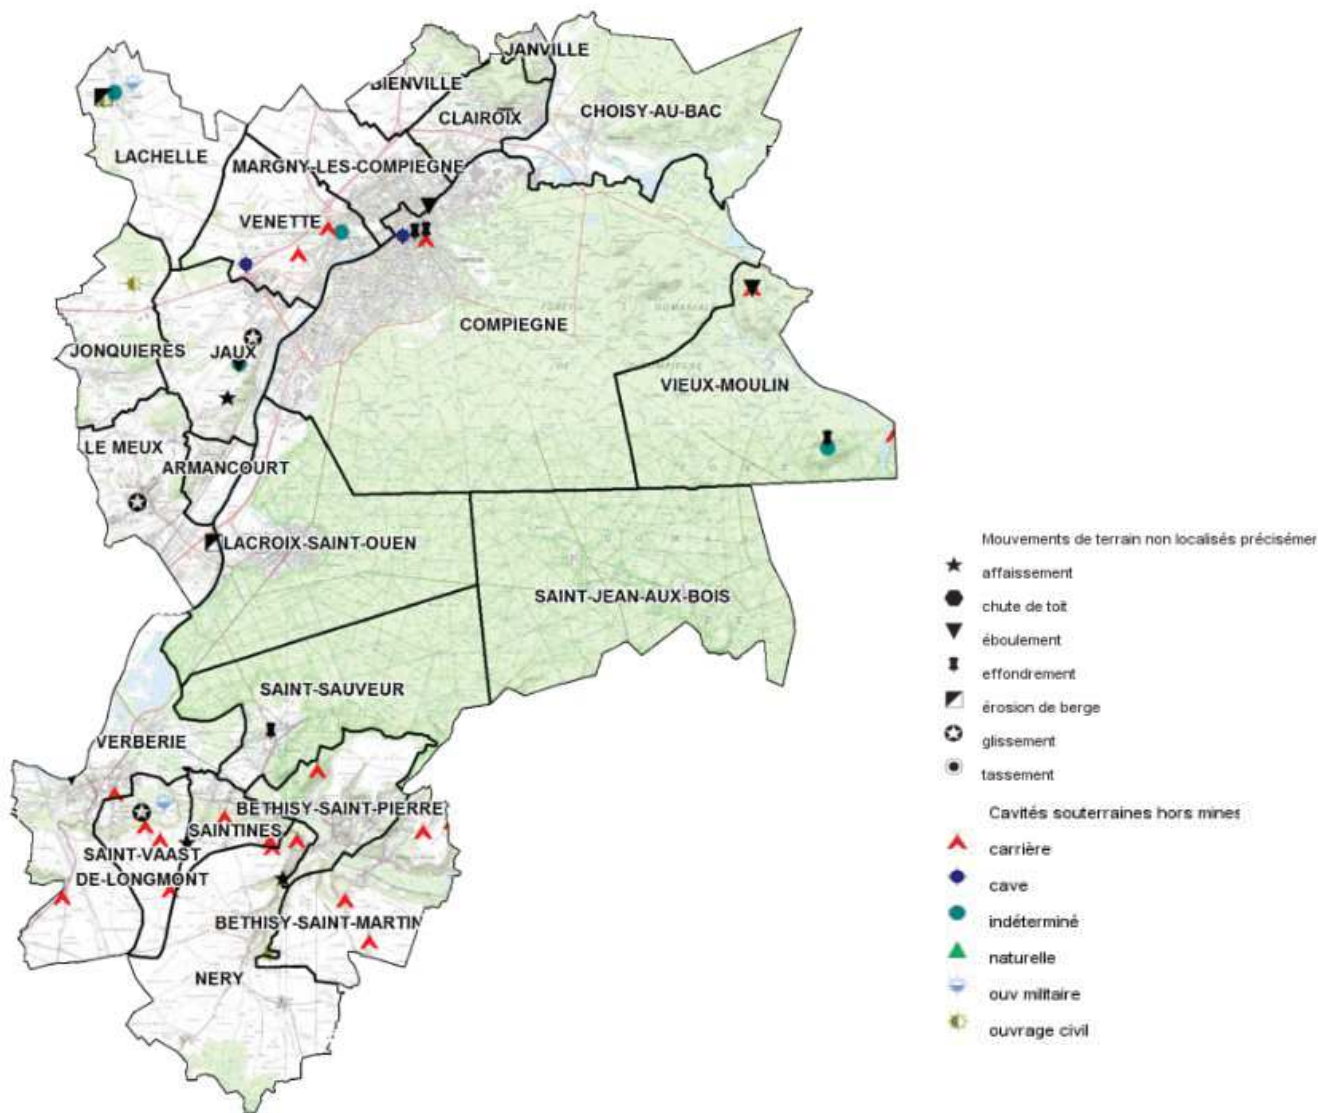 JANVILLE
BIENVILLE
CHOISY-AU-BAC
CLAIROIX
LACHELLE
MARGNY-LES-COMPIEGNE
VENETTE
COMPIEGNE
JONQUIERES
JAUX
VIEUX-MOULIN
LE MEUX
ARMANCOURT
LACROIX-SAINT-OUEN
SAINT-JEAN-AUX-BOIS
SAINT-SAUVEUR
VERBERIE
BETHISY-SAINT-PIERRE
SAINTINES
SAINT-VAAST
DE-LONGMONT
BETHISY-SAINT-MARTIN
NERY
Mouvements de terrain non localisés précisémer
affaissement
chute de toit
éboulement
effondrement
érosion de berge
glissement
tassement
Cavités souterraines hors mines
carrière
cave
indéterminé
naturelle
ouv militaire
ouvrage civil